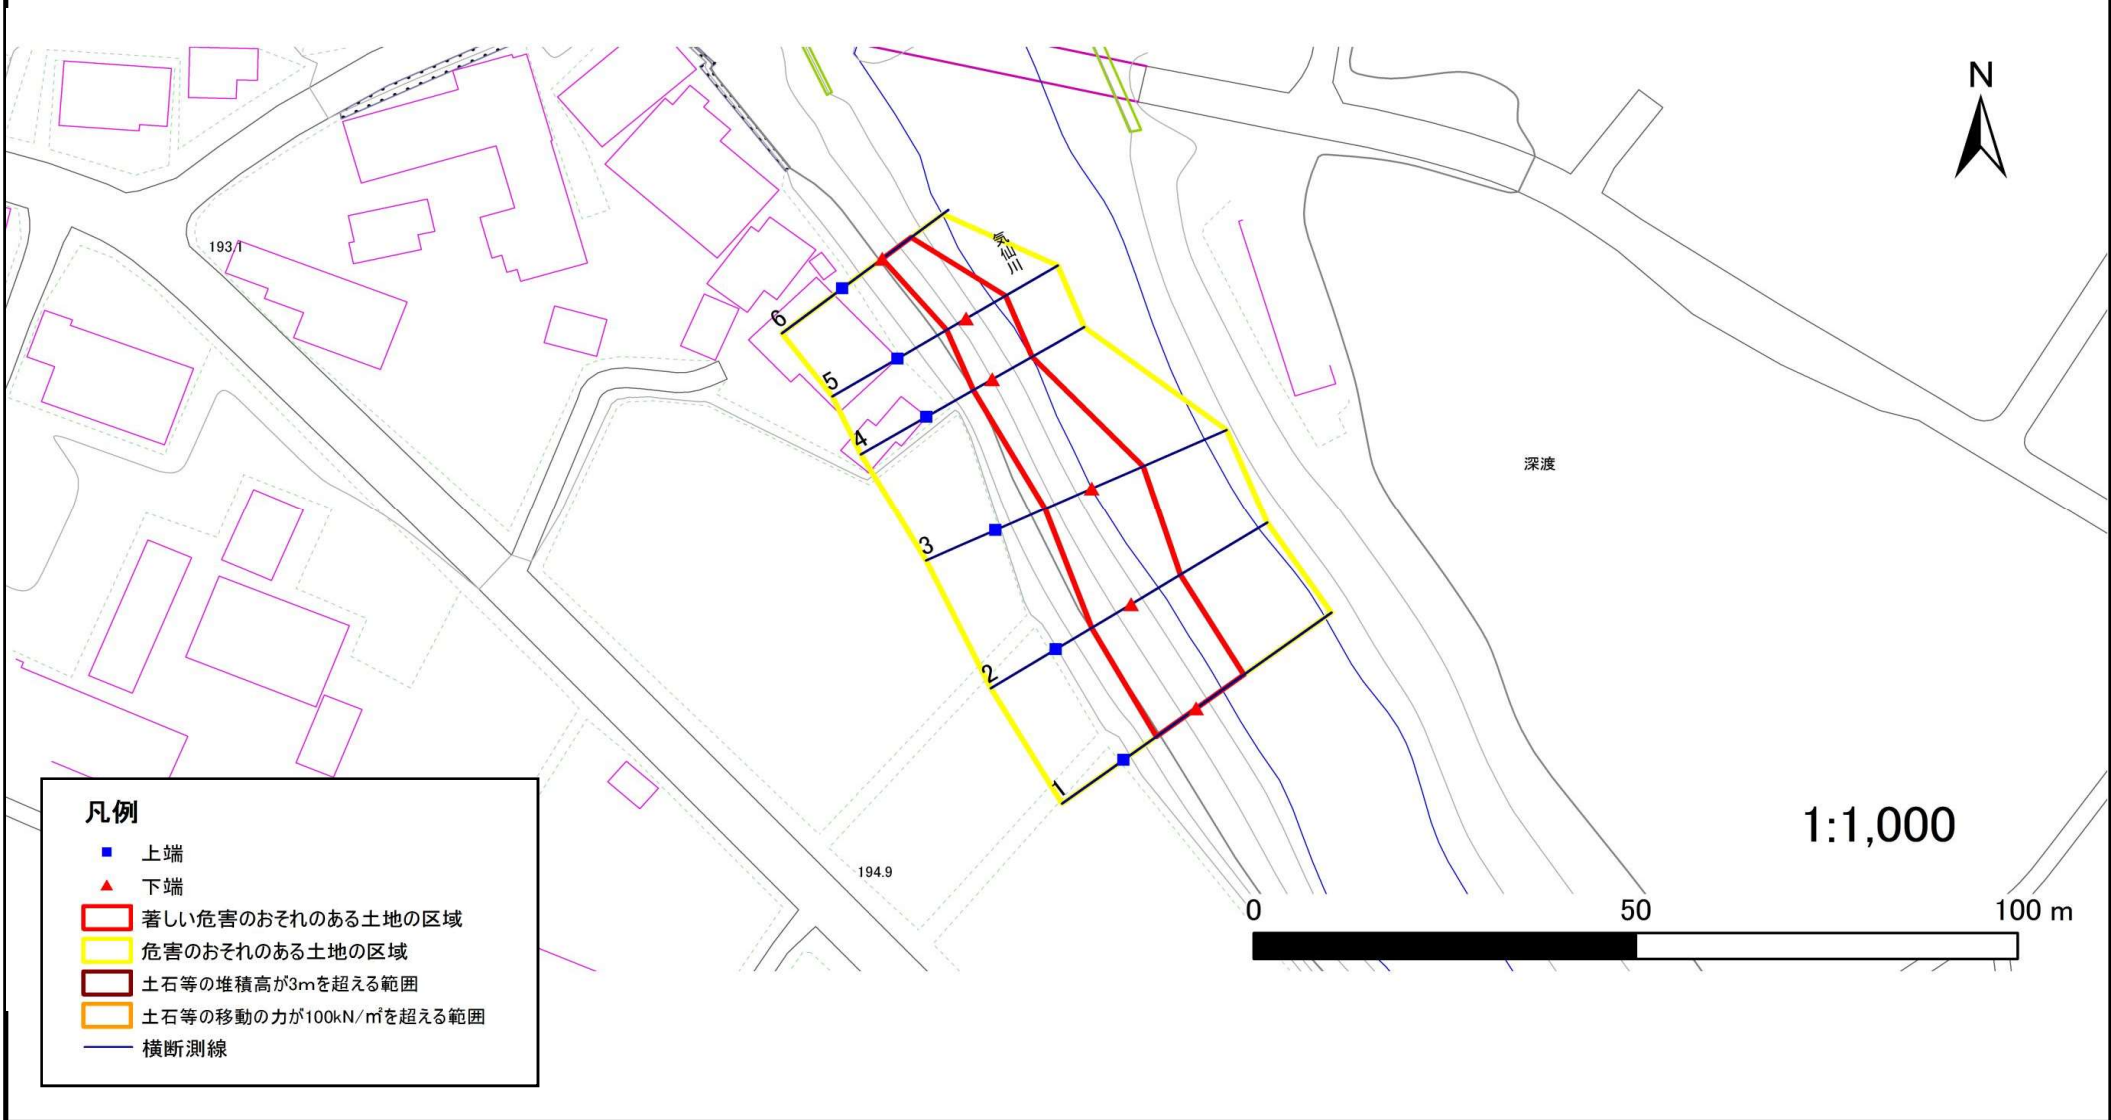 N
193.1
気仙川
6
5
4
深渡
3
2
1
194.9
1:1,000
0 50 100 m
凡例
上端
下端
著しい危害のおそれのある土地の区域
危害のおそれのある土地の区域
土石等の堆積高が3mを超える範囲
土石等の移動の力が100kN/㎡を超える範囲
横断測線